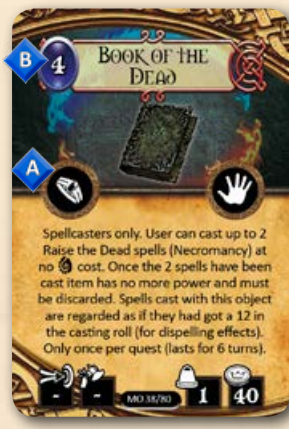 B
4
BOOK OF THE
DEAD
A
Spellcasters only. User can cast up to 2
Raise the Dead spells (Necromancy) at
no cost. Once the 2 spells have been
cast item has no more power and must
be discarded. Spells cast with this object
are regarded as if they had got a 12 in
the casting roll (for dispelling effects).
Only once per quest (lasts for 6 turns).
- - MO 38/80 1 40